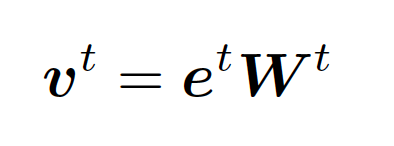 𝒗ᵗ = 𝒆ᵗ𝑾ᵗ